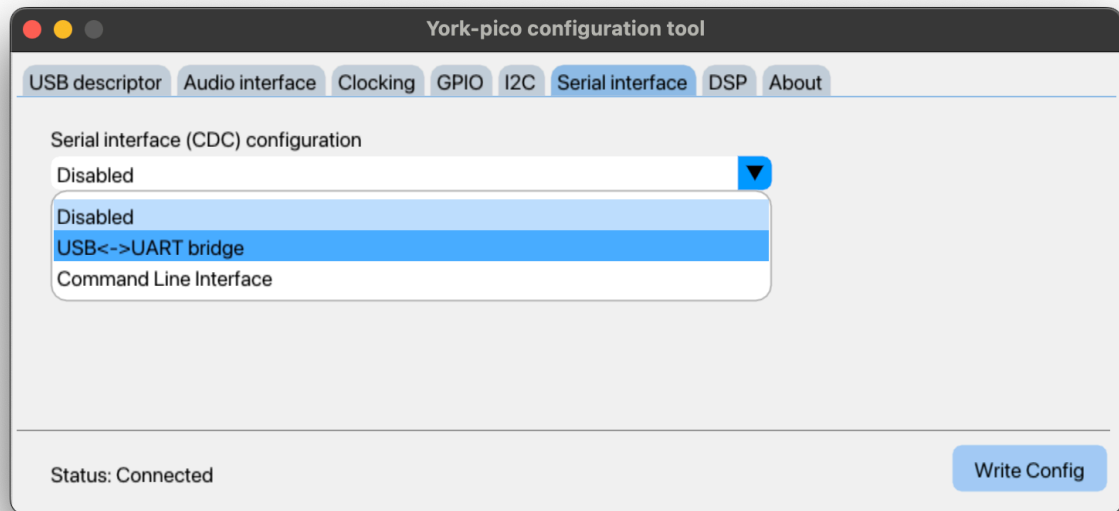 York-pico configuration tool
USB descriptor Audio interface Clocking GPIO I2C Serial interface DSP About
Serial interface (CDC) configuration
Disabled
Disabled
USB<->UART bridge
Command Line Interface
Status: Connected
Write Config